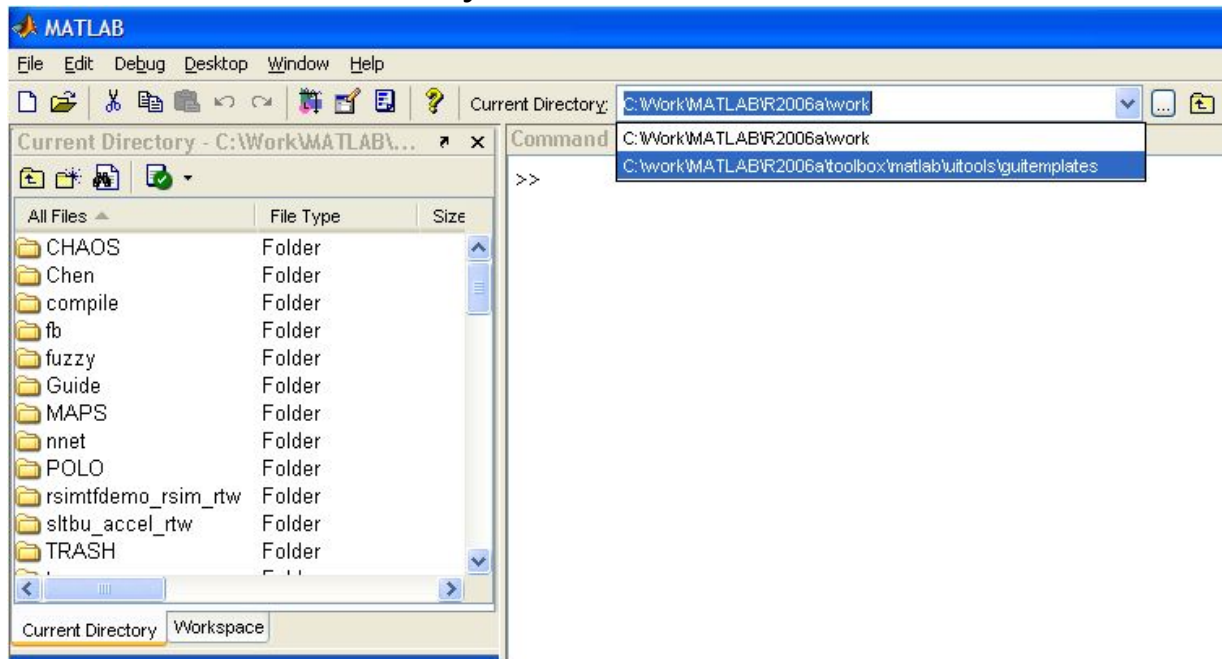 MATLAB
File Edit Debug Desktop Window Help
Current Directory: C:\Work\MATLAB\R2006a\work
Current Directory - C:\Work\MATLAB\...
Command
C:\Work\MATLAB\R2006a\work
C:\work\MATLAB\R2006a\toolbox\matlab\uitools\guitemplates
>>
All Files File Type Size
CHAOS Folder
Chen Folder
compile Folder
fb Folder
fuzzy Folder
Guide Folder
MAPS Folder
nnet Folder
POLO Folder
rsimtfdemo_rsim_rtw Folder
sltbu_accel_rtw Folder
TRASH Folder
Current Directory Workspace